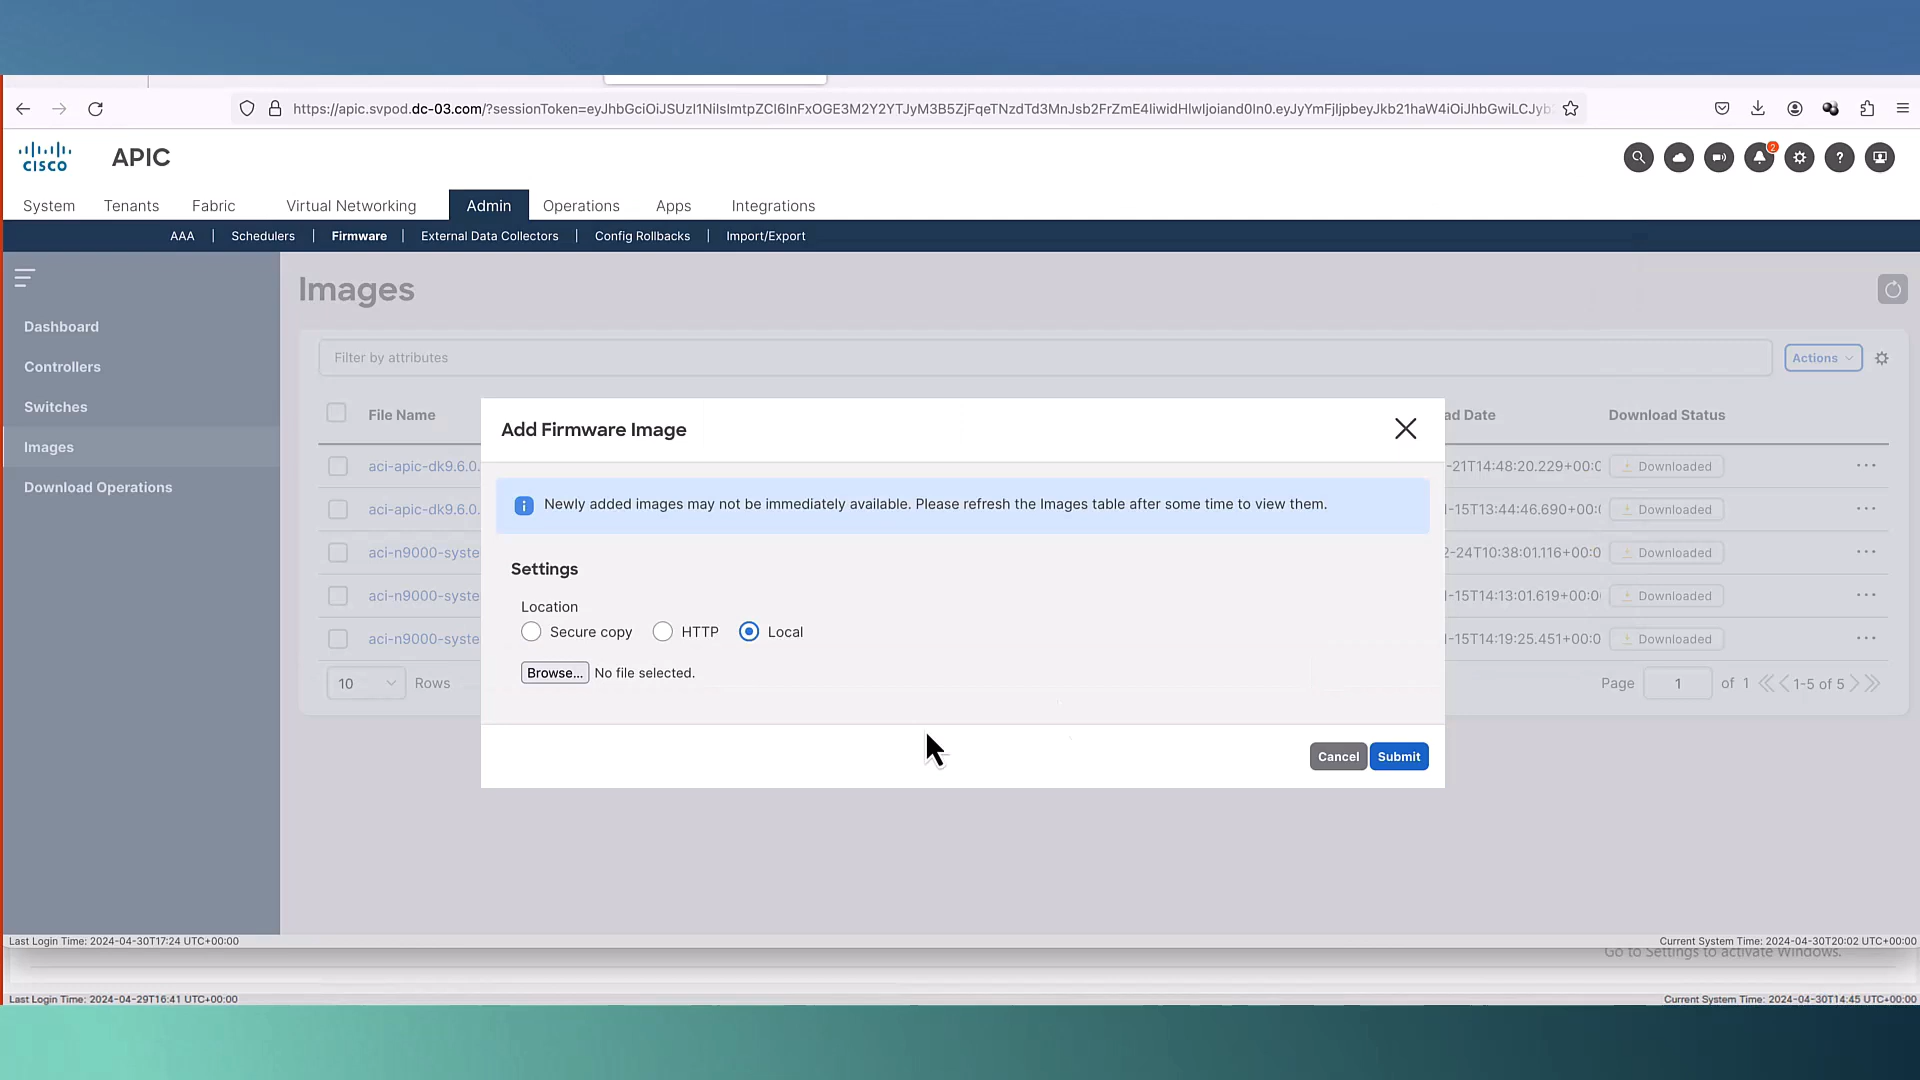 https://apic.svpod.dc-03.com/?sessionToken=
cisco
APIC
2
System Tenants Fabric Virtual Networking Admin Operations Apps Integrations
AAA | Schedulers | Firmware | External Data Collectors | Config Rollbacks | Import/Export
Dashboard
Controllers
Switches
Images
Download Operations
Images
Filter by attributes
Actions
File Name
ad Date
Download Status
aci-apic-dk9.6.0. -21T14:48:20.229+00:0 Downloaded
aci-apic-dk9.6.0. -15T13:44:46.690+00:0 Downloaded
aci-n9000-syste 2-24T10:38:01.116+00:0 Downloaded
aci-n9000-syste -15T14:13:01.619+00:0 Downloaded
aci-n9000-syste -15T14:19:25.451+00:0 Downloaded
10 Rows
Page 1 of 1 1-5 of 5
Add Firmware Image
Newly added images may not be immediately available. Please refresh the Images table after some time to view them.
Settings
Location
Secure copy HTTP Local
Browse... No file selected.
Cancel Submit
Last Login Time: 2024-04-30T17:24 UTC+00:00
Current System Time: 2024-04-30T20:02 UTC+00:00
Go to Settings to activate Windows.
Last Login Time: 2024-04-29T16:41 UTC+00:00
Current System Time: 2024-04-30T14:45 UTC+00:00